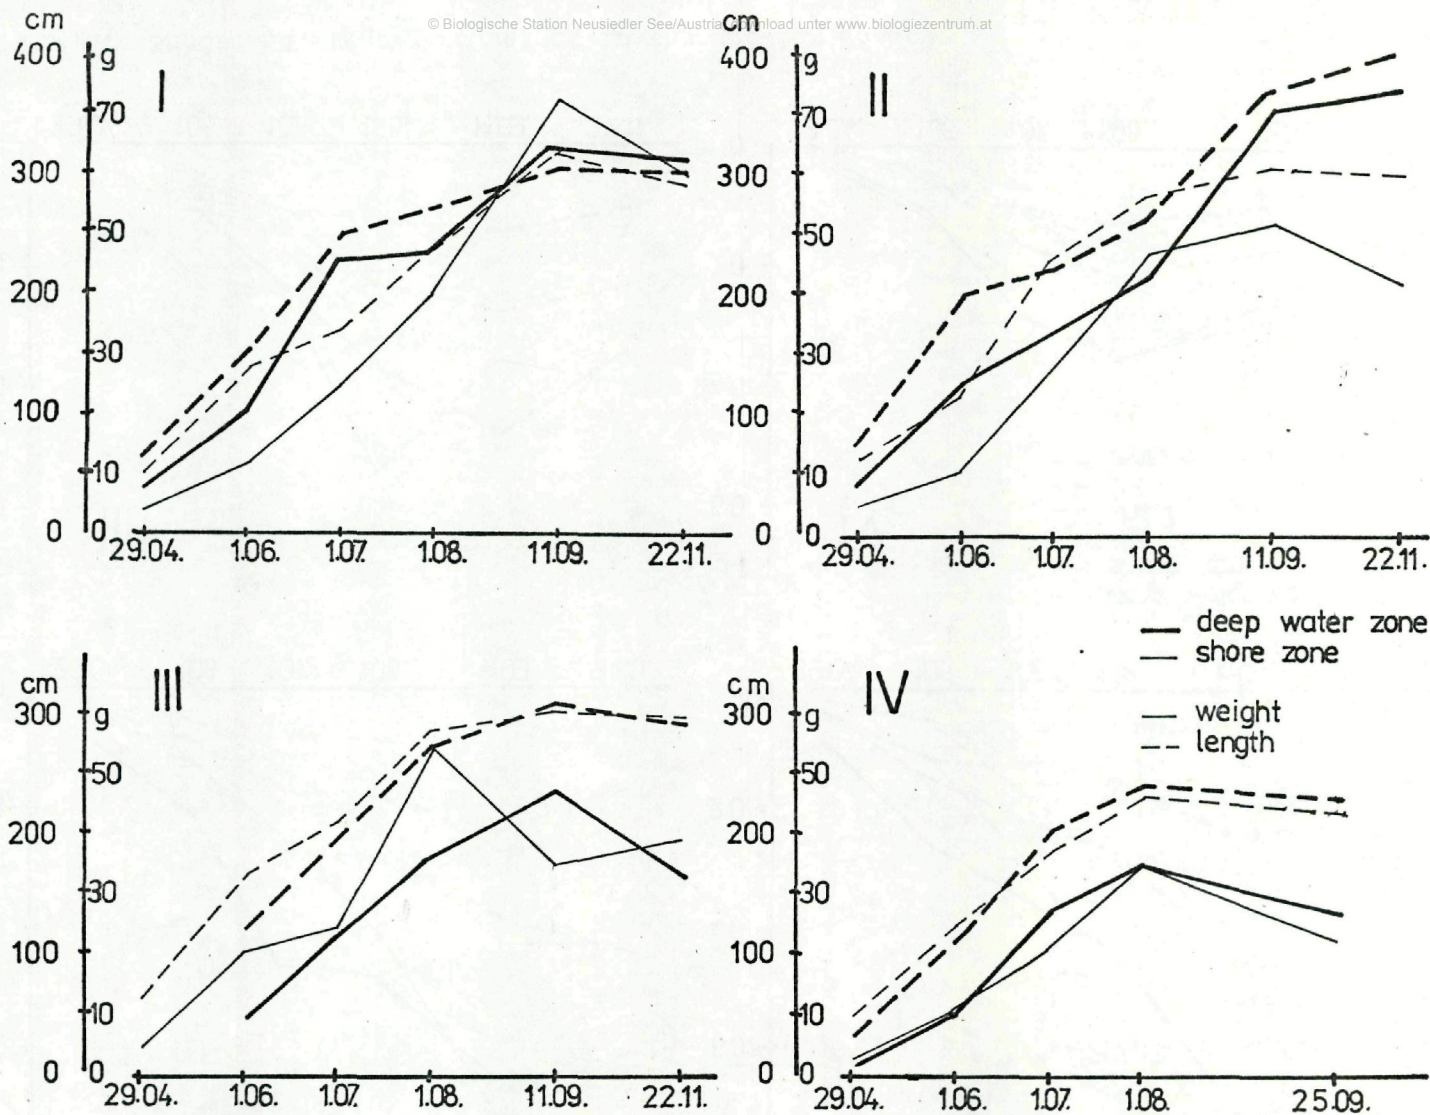 © Biologische Station Neusiedler See/Austria; download unter www.biologiezentrum.at
cm
400 g
I
70
300
50
200
30
100
10
0 0
29.04. 1.06. 1.07. 1.08. 11.09. 22.11.
cm
400 g
II
70
300
50
200
30
100
10
0 0
29.04. 1.06. 1.07. 1.08. 11.09. 22.11.
deep water zone
shore zone
weight
length
cm
III
300 g
50
200
30
100
10
0 0
29.04. 1.06. 1.07. 1.08. 11.09. 22.11.
cm
IV
300 g
50
200
30
100
10
0 0
29.04. 1.06. 1.07. 1.08. 25.09.